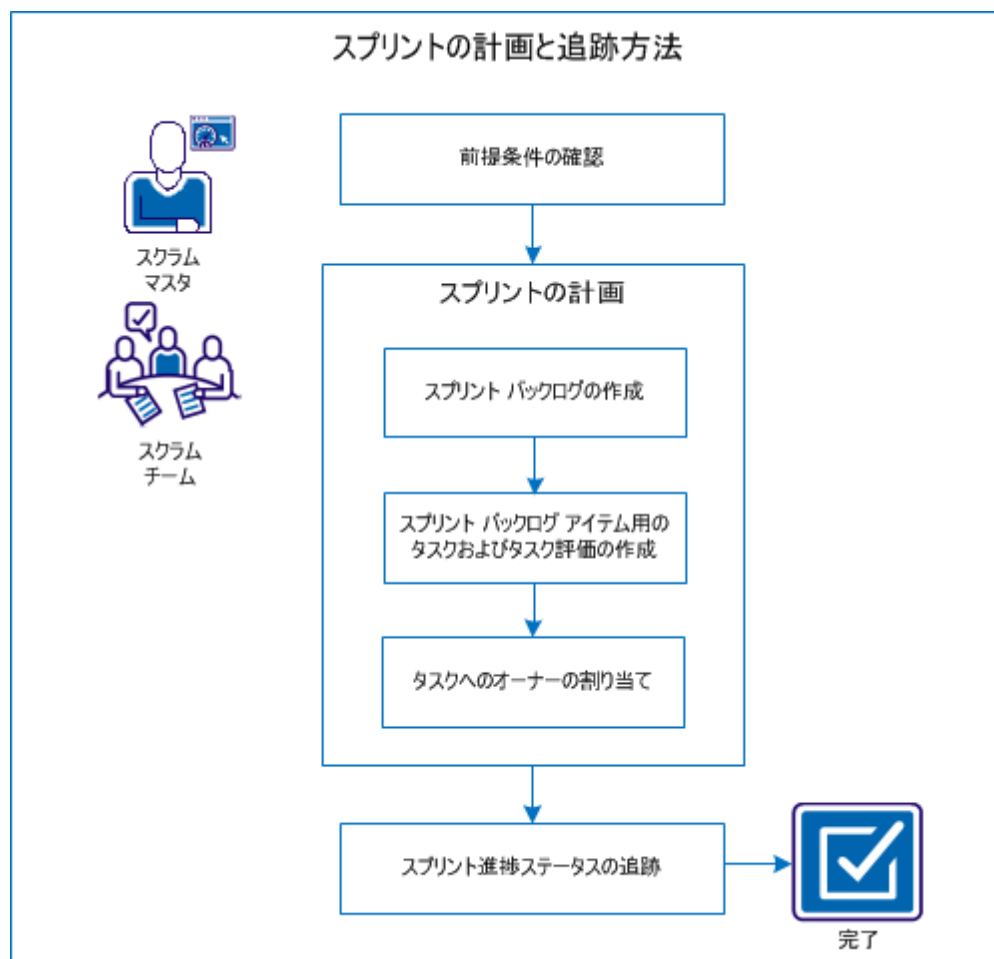 スプリントの計画と追跡方法
スクラム
マスタ
スクラム
チーム
前提条件の確認
スプリントの計画
スプリント バックログの作成
スプリント バックログ アイテム用の
タスクおよびタスク評価の作成
タスクへのオーナーの割り当て
スプリント進捗ステータスの追跡
完了